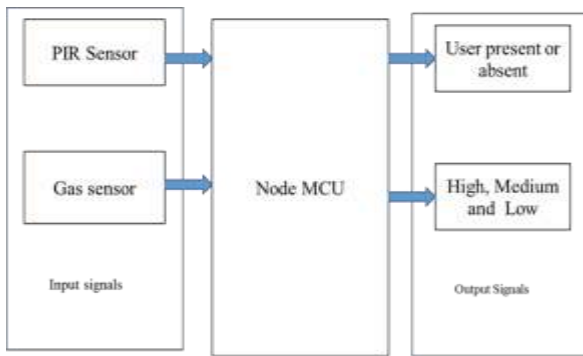 PIR Sensor
Gas sensor
Input signals
Node MCU
User present or
absent
High, Medium
and Low
Output Signals